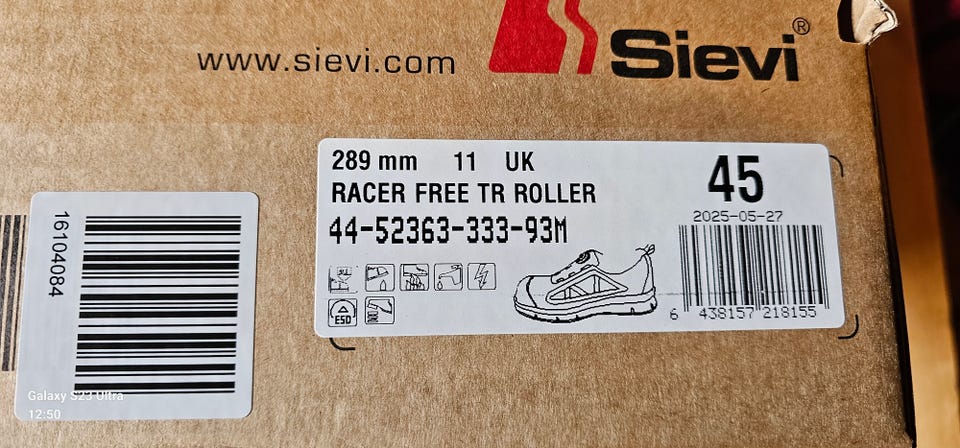 www.sievi.com
Sievi®
289 mm 11 UK
45
RACER FREE TR ROLLER
2025-05-27
44-52363-333-93M
ESD
6 438157 218155
16104084
Galaxy S23 Ultra
12:50